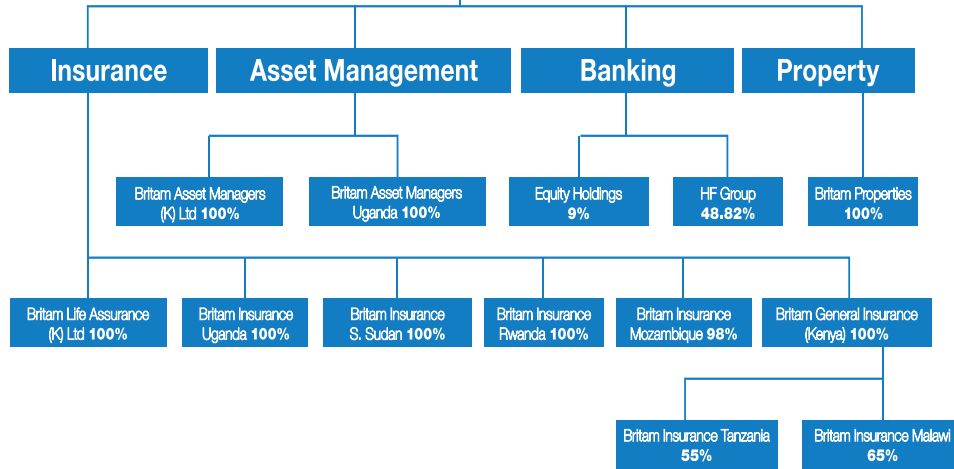 Insurance
Asset Management
Banking
Property
Britam Asset Managers
(K) Ltd 100%
Britam Asset Managers
Uganda 100%
Equity Holdings
9%
HF Group
48.82%
Britam Properties
100%
Britam Life Assurance
(K) Ltd 100%
Britam Insurance
Uganda 100%
Britam Insurance
S. Sudan 100%
Britam Insurance
Rwanda 100%
Britam Insurance
Mozambique 98%
Britam General Insurance
(Kenya) 100%
Britam Insurance Tanzania
55%
Britam Insurance Malawi
65%